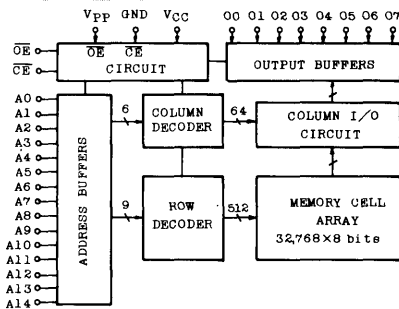 VPP GND VCC O0 O1 O2 O3 O4 O5 O6 O7
OE
CE
OE CE
CIRCUIT
OUTPUT BUFFERS
A0
A1
A2
A3
A4
A5
A6
A7
A8
A9
A10
A11
A12
A13
A14
ADDRESS BUFFERS
6
COLUMN
DECODER
64
COLUMN I/O
CIRCUIT
9
ROW
DECODER
512
MEMORY CELL
ARRAY
32,768×8 bits